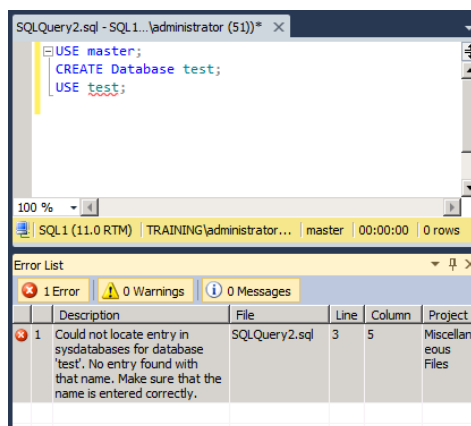 SQLQuery2.sql - SQL1...\administrator (51))* ×
USE master;
CREATE Database test;
USE test;
100 %
SQL1 (11.0 RTM) TRAINING\administrator... master 00:00:00 0 rows
Error List
1 Error 0 Warnings 0 Messages
Description File Line Column Project
1 Could not locate entry in SQLQuery2.sql 3 5 Miscellan
sysdatabases for database eous
'test'. No entry found with Files
that name. Make sure that the
name is entered correctly.